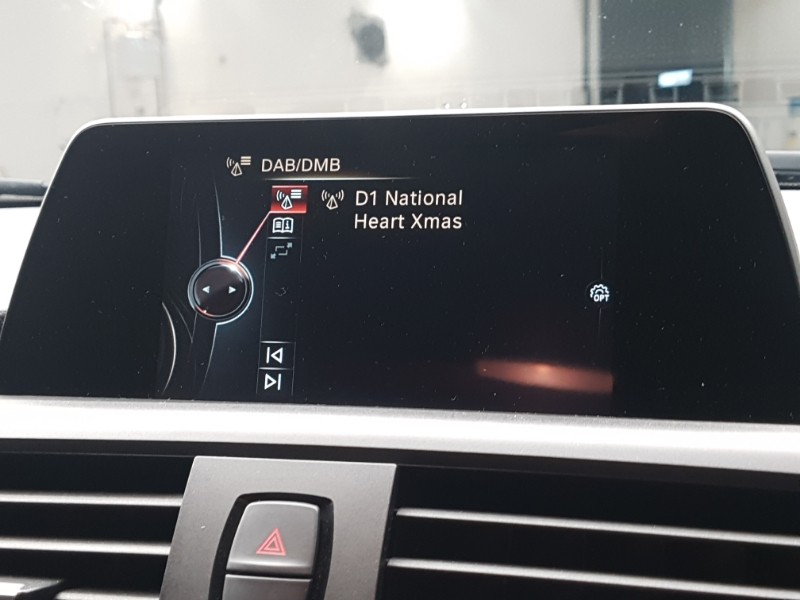 DAB/DMB
D1 National
Heart Xmas
OPT